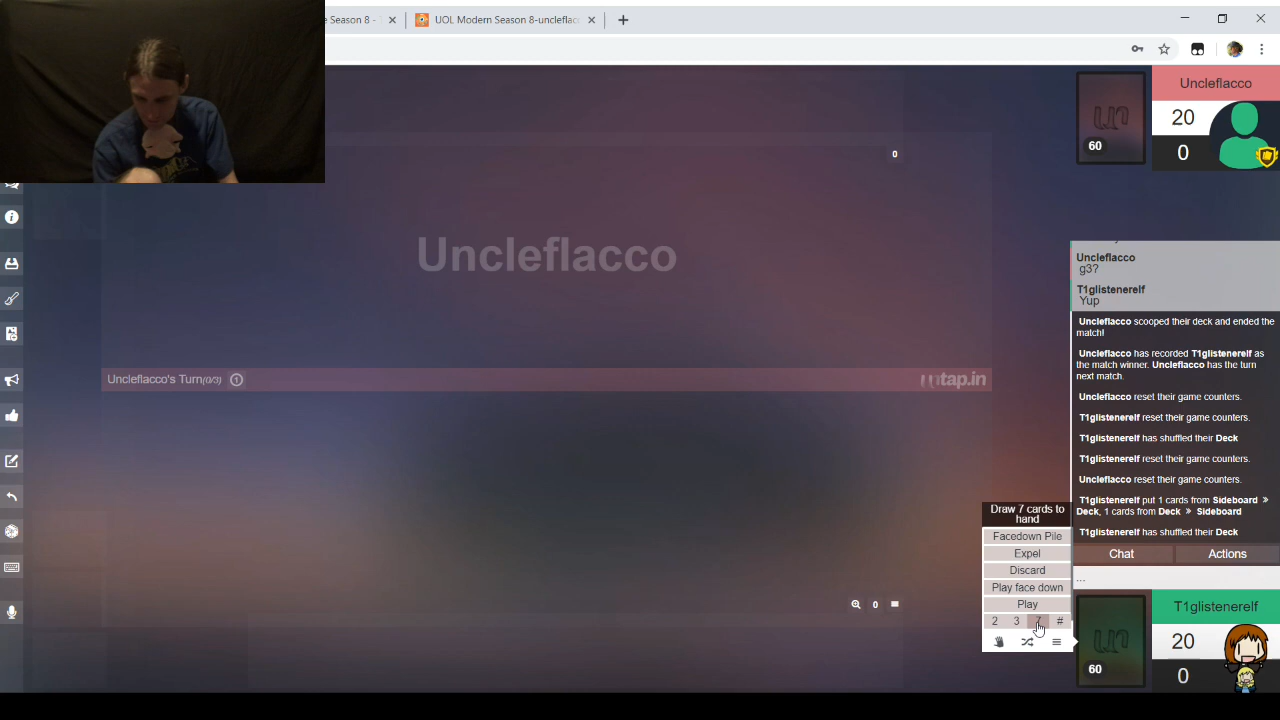 e Season 8 -
UOL Modern Season 8-uncleflac
60
Uncleflacco
20
0
0
Uncleflacco
Uncleflacco
g3?
T1glistenerelf
Yup
Uncleflacco scooped their deck and ended the
match!
Uncleflacco has recorded T1glistenerelf as
the match winner. Uncleflacco has the turn
next match.
Uncleflacco reset their game counters.
T1glistenerelf reset their game counters.
T1glistenerelf has shuffled their Deck
T1glistenerelf reset their game counters.
Uncleflacco reset their game counters.
T1glistenerelf put 1 cards from Sideboard »
Deck, 1 cards from Deck » Sideboard
T1glistenerelf has shuffled their Deck
Uncleflacco's Turn(0/3)
untap.in
Draw 7 cards to
hand
Facedown Pile
Expel
Discard
Play face down
Play
2 3 7 #
Chat Actions
...
0
60
T1glistenerelf
20
0